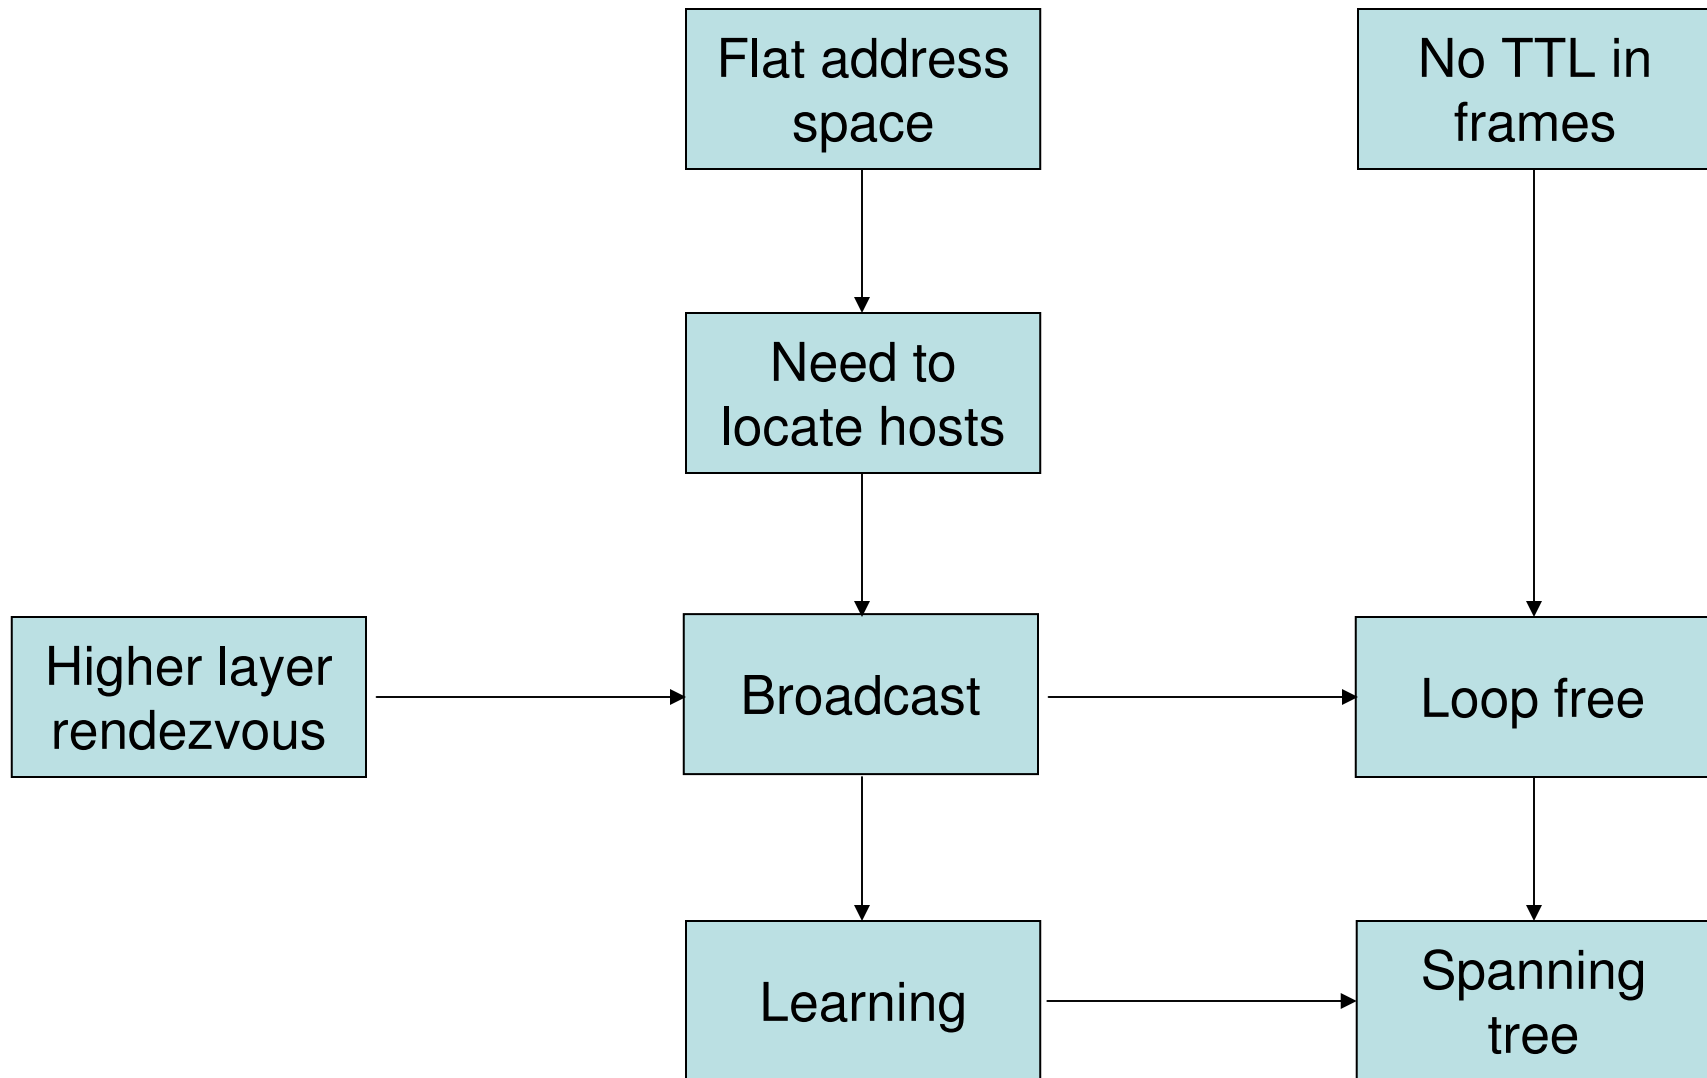 Flat address
space
No TTL in
frames
Need to
locate hosts
Higher layer
rendezvous
Broadcast
Loop free
Learning
Spanning
tree